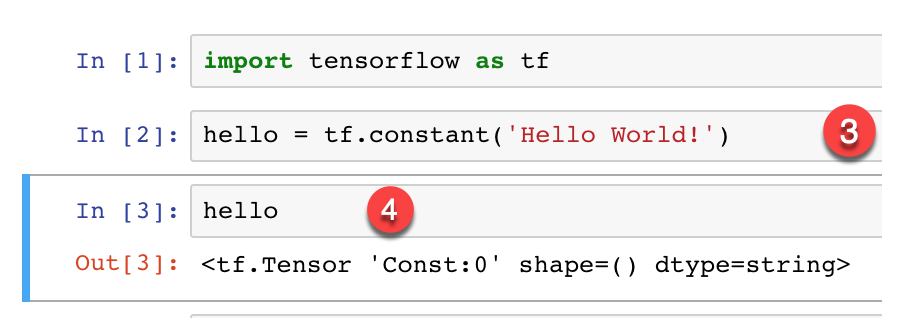 In [1]: import tensorflow as tf
In [2]: hello = tf.constant('Hello World!') 3
In [3]: hello 4
Out[3]: <tf.Tensor 'Const:0' shape=() dtype=string>